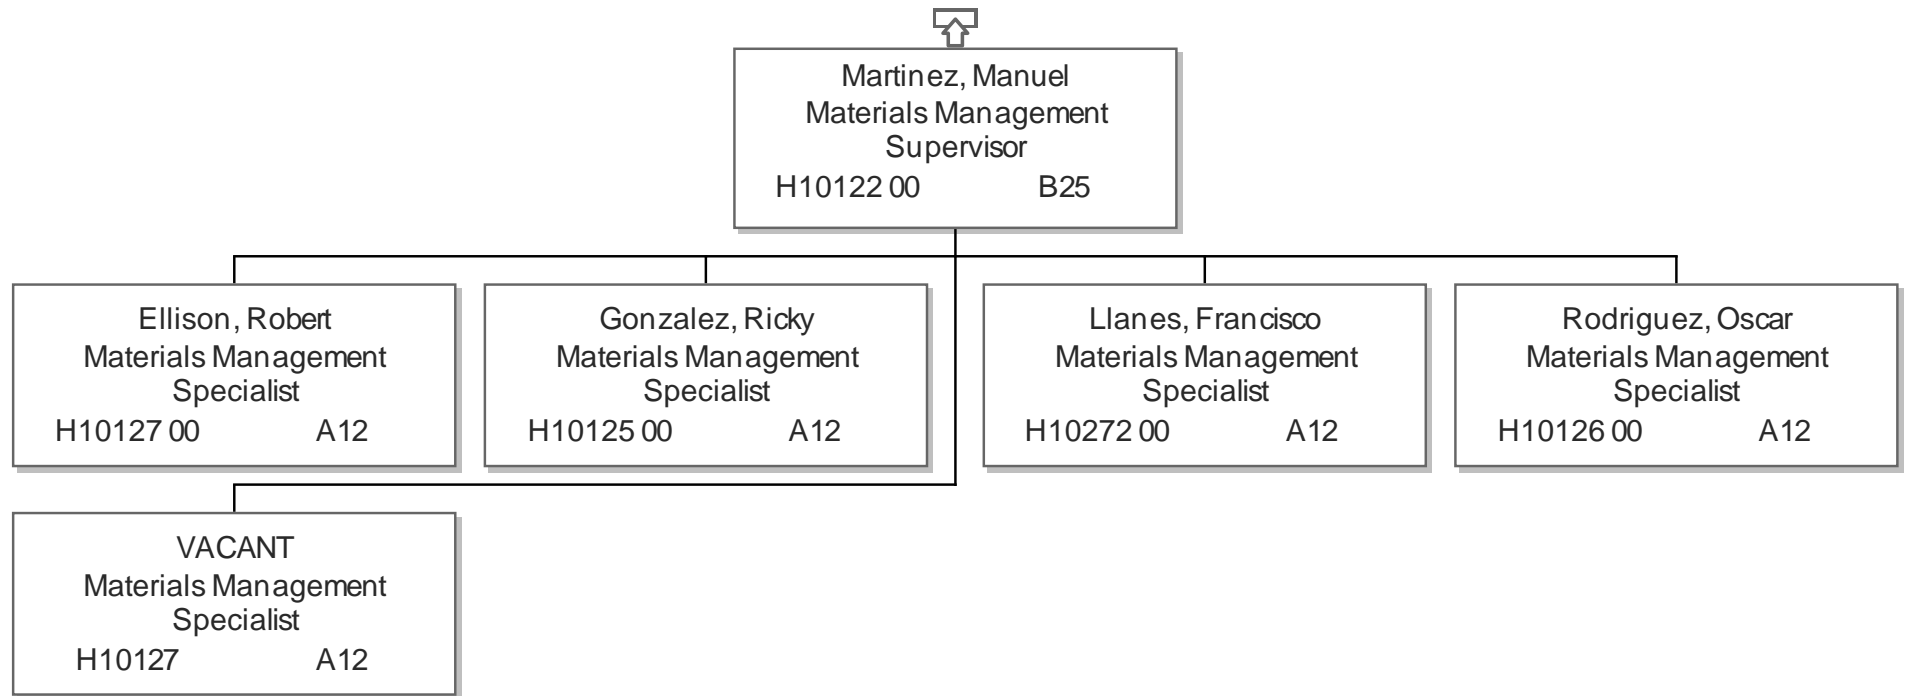 Martinez, Manuel
Materials Management
Supervisor
H10122 00 B25
Ellison, Robert
Materials Management
Specialist
H10127 00 A12
Gonzalez, Ricky
Materials Management
Specialist
H10125 00 A12
Llanes, Francisco
Materials Management
Specialist
H10272 00 A12
Rodriguez, Oscar
Materials Management
Specialist
H10126 00 A12
VACANT
Materials Management
Specialist
H10127 A12